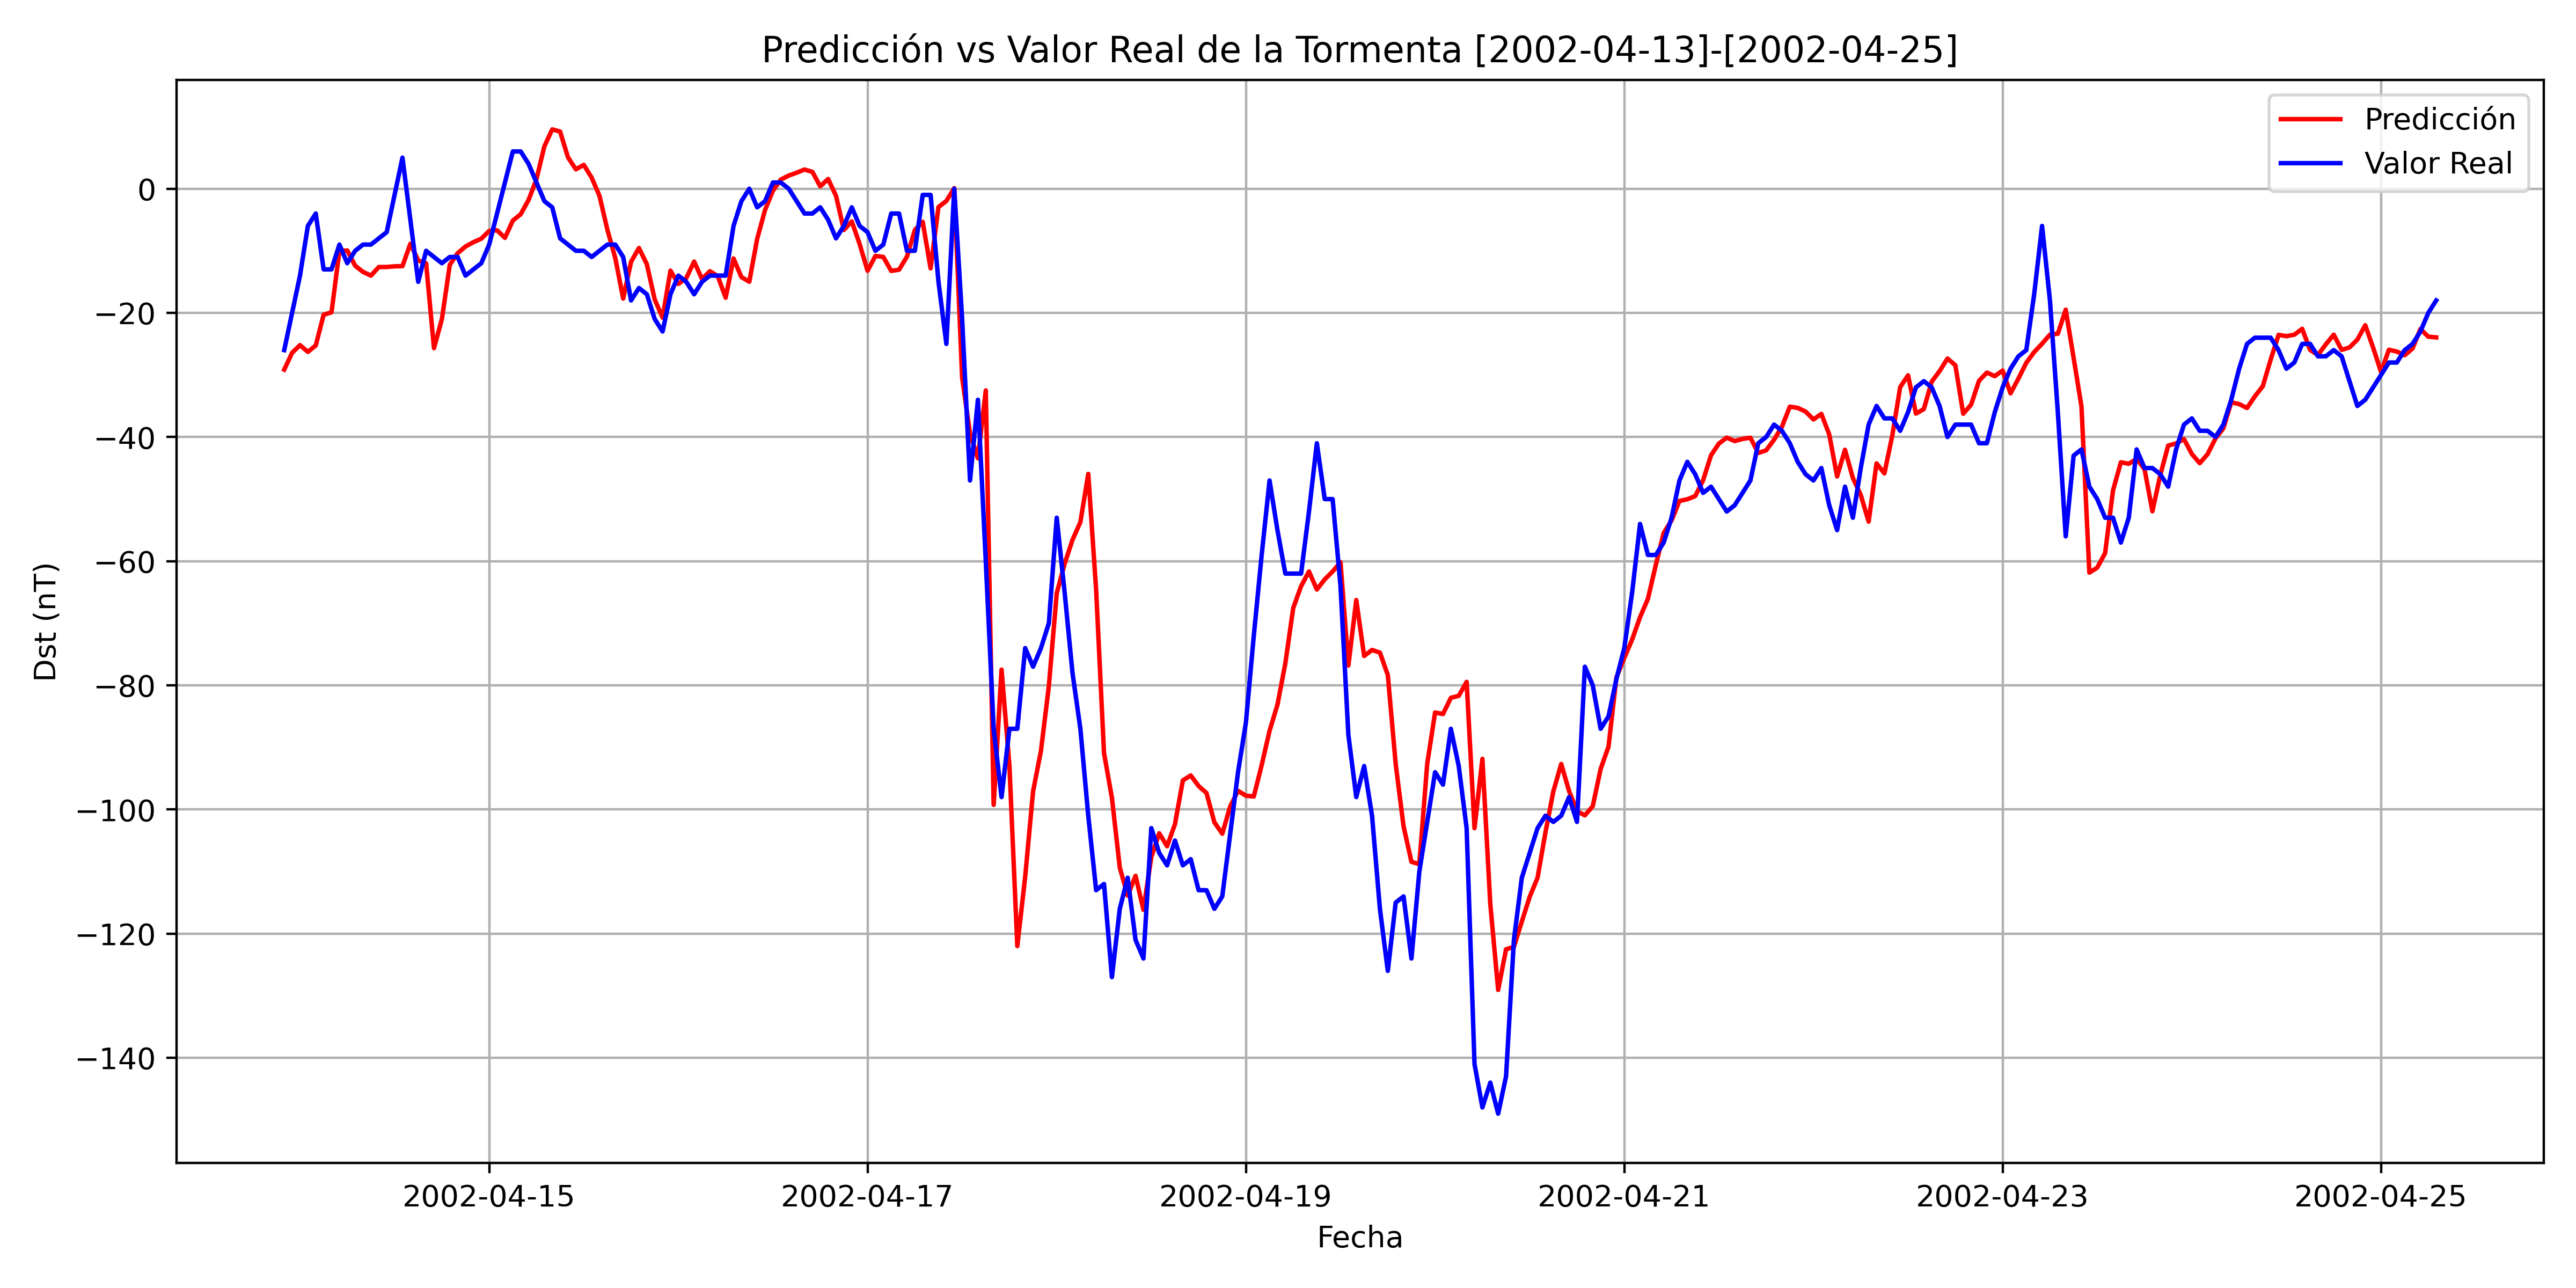 Predicción vs Valor Real de la Tormenta [2002-04-13]-[2002-04-25]
Predicción
Valor Real
0
−20
−40
−60
−80
−100
−120
−140
Dst (nT)
2002-04-15 2002-04-17 2002-04-19 2002-04-21 2002-04-23 2002-04-25
Fecha